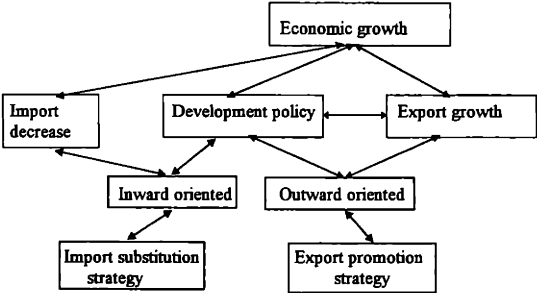 Economic growth
Import
decrease
Development policy
Export growth
Inward oriented
Outward oriented
Import substitution
strategy
Export promotion
strategy